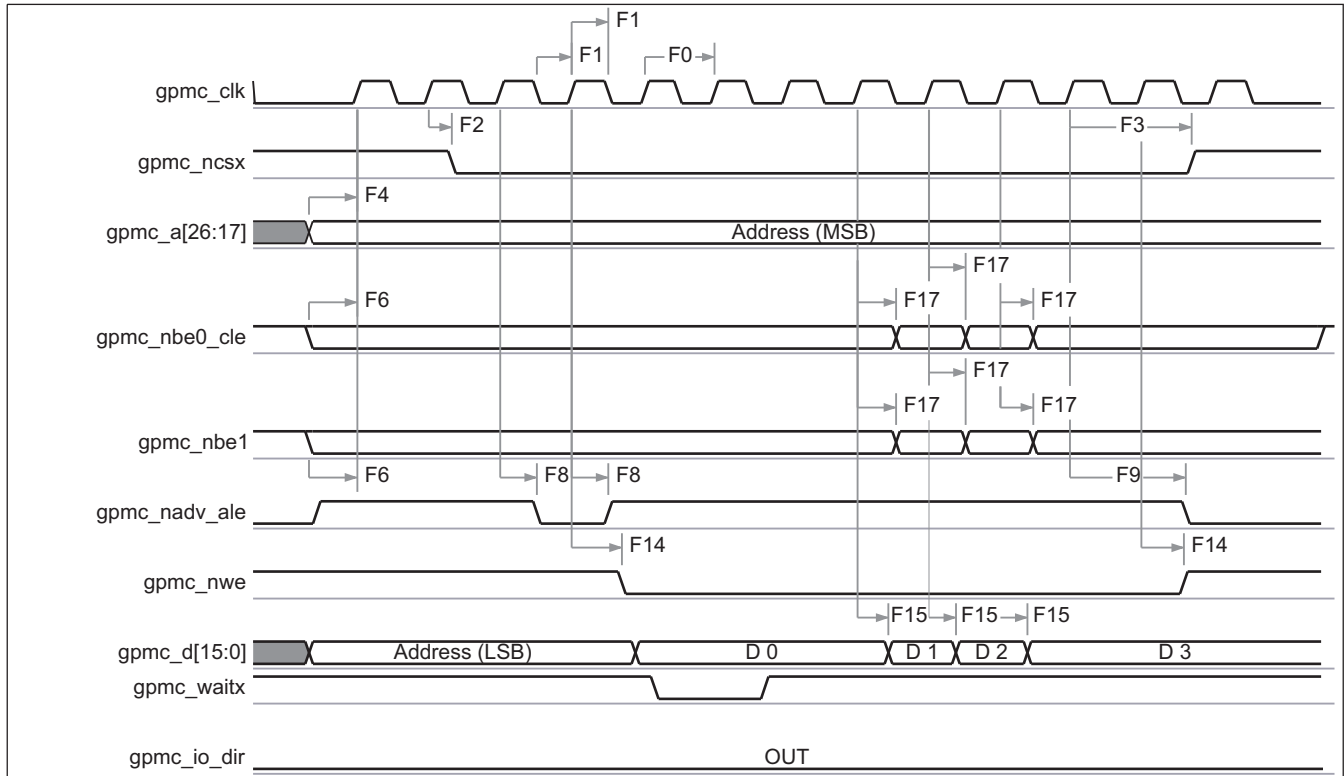 F1
F1 F0
gpmc_clk
F2 F3
gpmc_ncsx
F4
gpmc_a[26:17] Address (MSB)
F17
F6 F17 F17
gpmc_nbe0_cle
F17
F17 F17
gpmc_nbe1
F6 F8 F8 F9
gpmc_nadv_ale
F14 F14
gpmc_nwe
F15 F15 F15
gpmc_d[15:0] Address (LSB) D 0 D 1 D 2 D 3
gpmc_waitx
gpmc_io_dir OUT